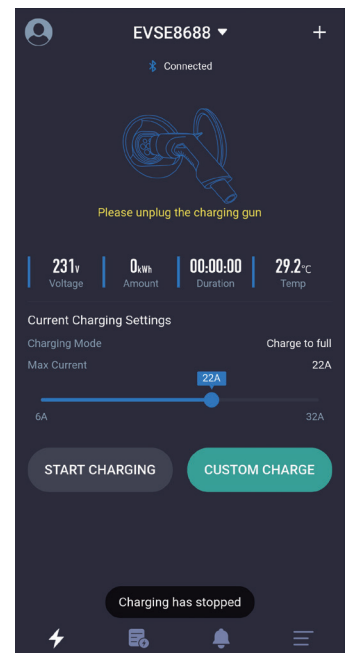 EVSE8688
Connected
Please unplug the charging gun
231v 0kWh 00:00:00 29.2°C
Voltage Amount Duration Temp
Current Charging Settings
Charging Mode Charge to full
Max Current 22A
22A
6A 32A
START CHARGING CUSTOM CHARGE
Charging has stopped